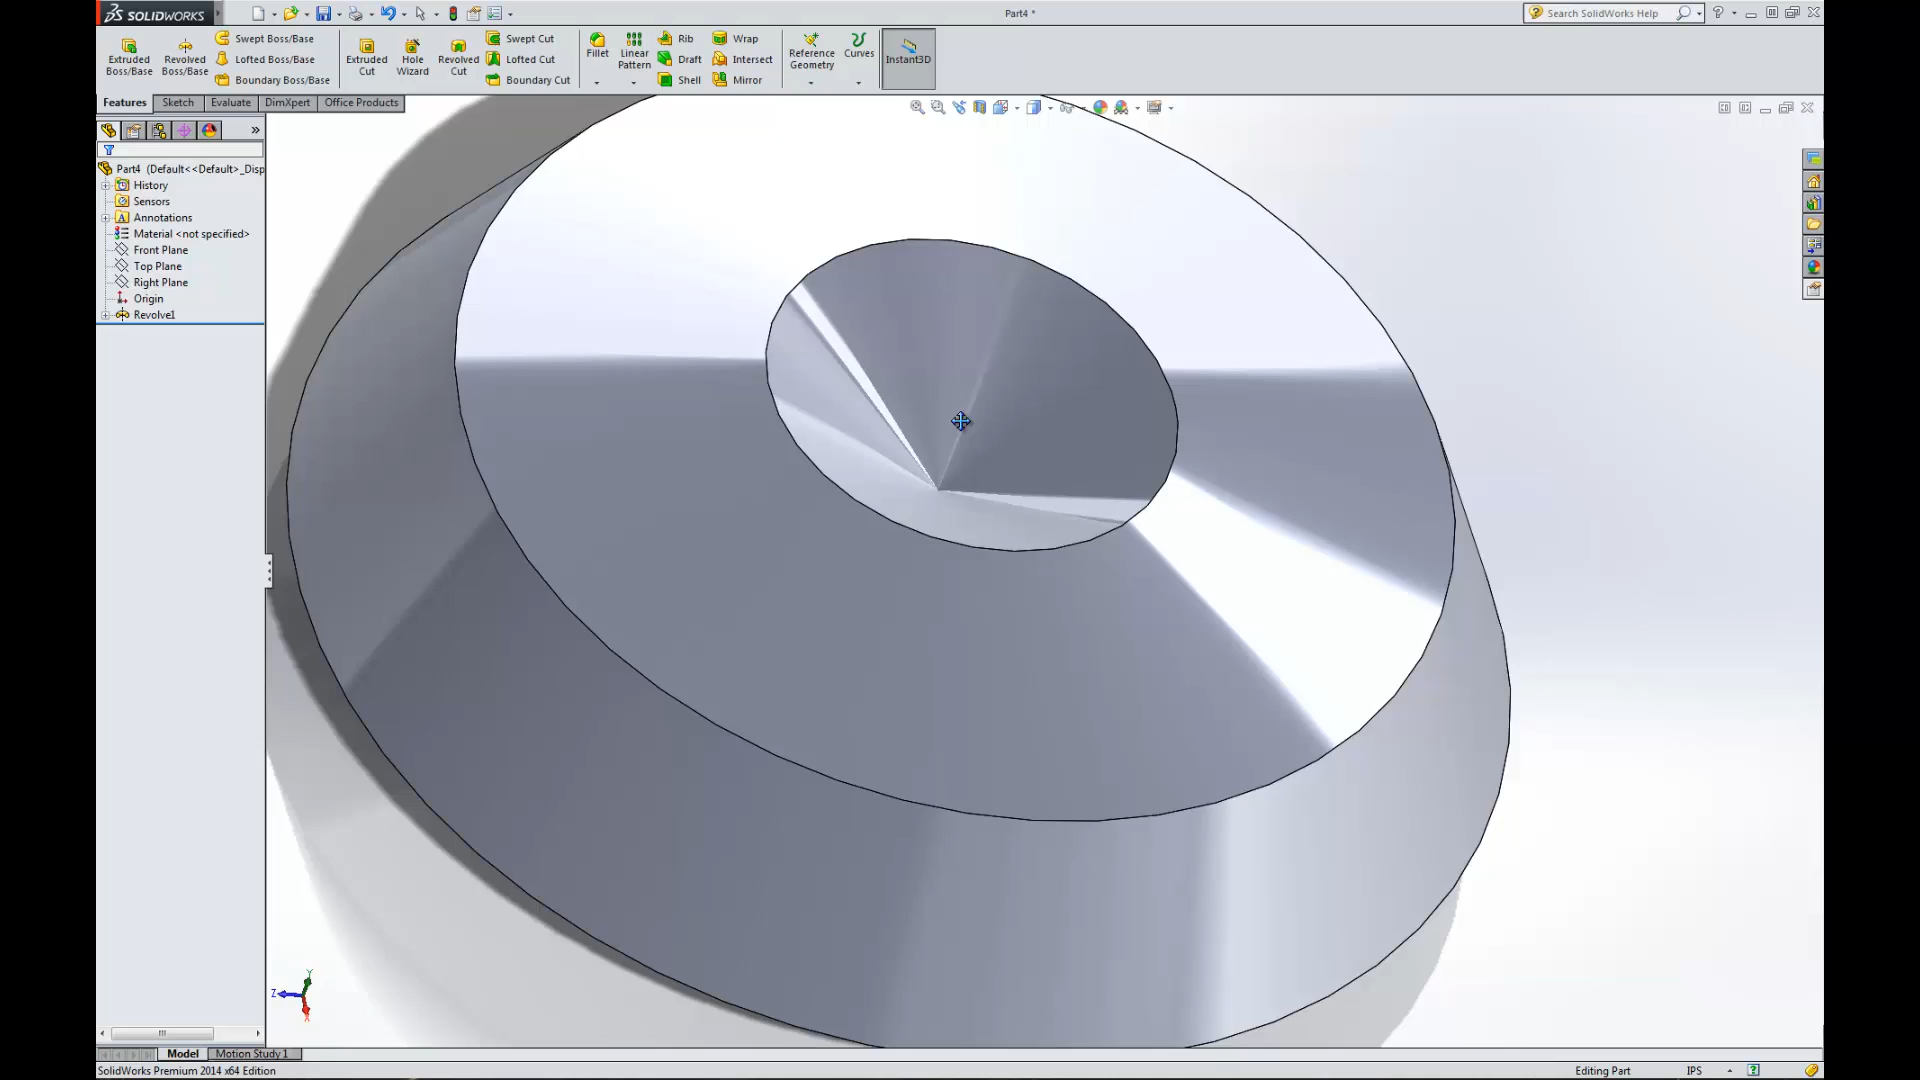 SOLIDWORKS
Part4 *
Search SolidWorks Help
Extruded Boss/Base
Revolved Boss/Base
Swept Boss/Base
Lofted Boss/Base
Boundary Boss/Base
Extruded Cut
Hole Wizard
Revolved Cut
Swept Cut
Lofted Cut
Boundary Cut
Fillet
Linear Pattern
Rib
Draft
Shell
Wrap
Intersect
Mirror
Reference Geometry
Curves
Instant3D
Features
Sketch
Evaluate
DimXpert
Office Products
Part4 (Default<<Default>_Disp
History
Sensors
Annotations
Material <not specified>
Front Plane
Top Plane
Right Plane
Origin
Revolve1
Y
Z
X
Model
Motion Study 1
SolidWorks Premium 2014 x64 Edition
Editing Part
IPS